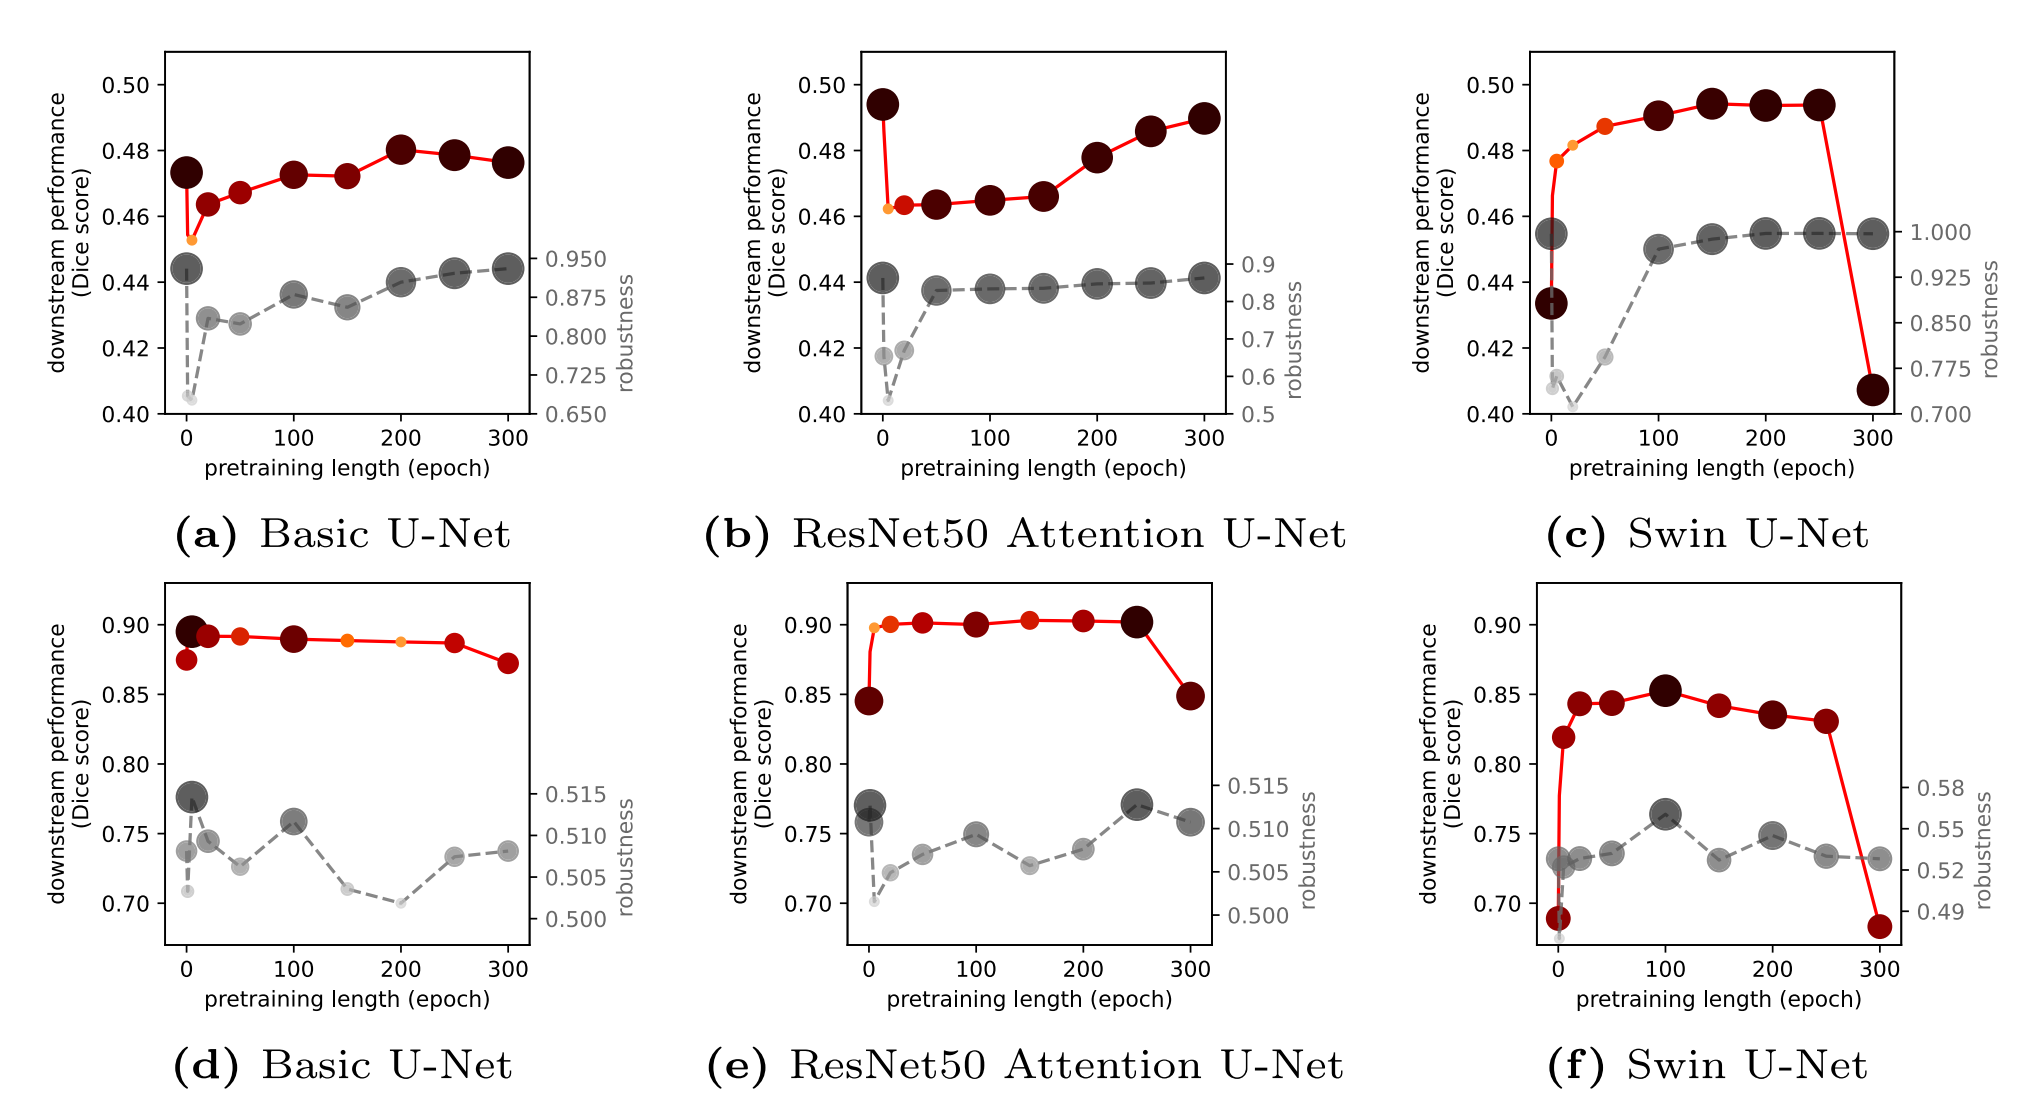 0.50
0.48
0.46
0.44
0.42
0.40
downstream performance
(Dice score)
0.950
0.875
0.800
0.725
0.650
robustness
0 100 200 300
pretraining length (epoch)
(a) Basic U-Net
0.50
0.48
0.46
0.44
0.42
0.40
downstream performance
(Dice score)
0.9
0.8
0.7
0.6
0.5
robustness
0 100 200 300
pretraining length (epoch)
(b) ResNet50 Attention U-Net
0.50
0.48
0.46
0.44
0.42
0.40
downstream performance
(Dice score)
1.000
0.925
0.850
0.775
0.700
robustness
0 100 200 300
pretraining length (epoch)
(c) Swin U-Net
0.90
0.85
0.80
0.75
0.70
downstream performance
(Dice score)
0.515
0.510
0.505
0.500
robustness
0 100 200 300
pretraining length (epoch)
(d) Basic U-Net
0.90
0.85
0.80
0.75
0.70
downstream performance
(Dice score)
0.515
0.510
0.505
0.500
robustness
0 100 200 300
pretraining length (epoch)
(e) ResNet50 Attention U-Net
0.90
0.85
0.80
0.75
0.70
downstream performance
(Dice score)
0.58
0.55
0.52
0.49
robustness
0 100 200 300
pretraining length (epoch)
(f) Swin U-Net